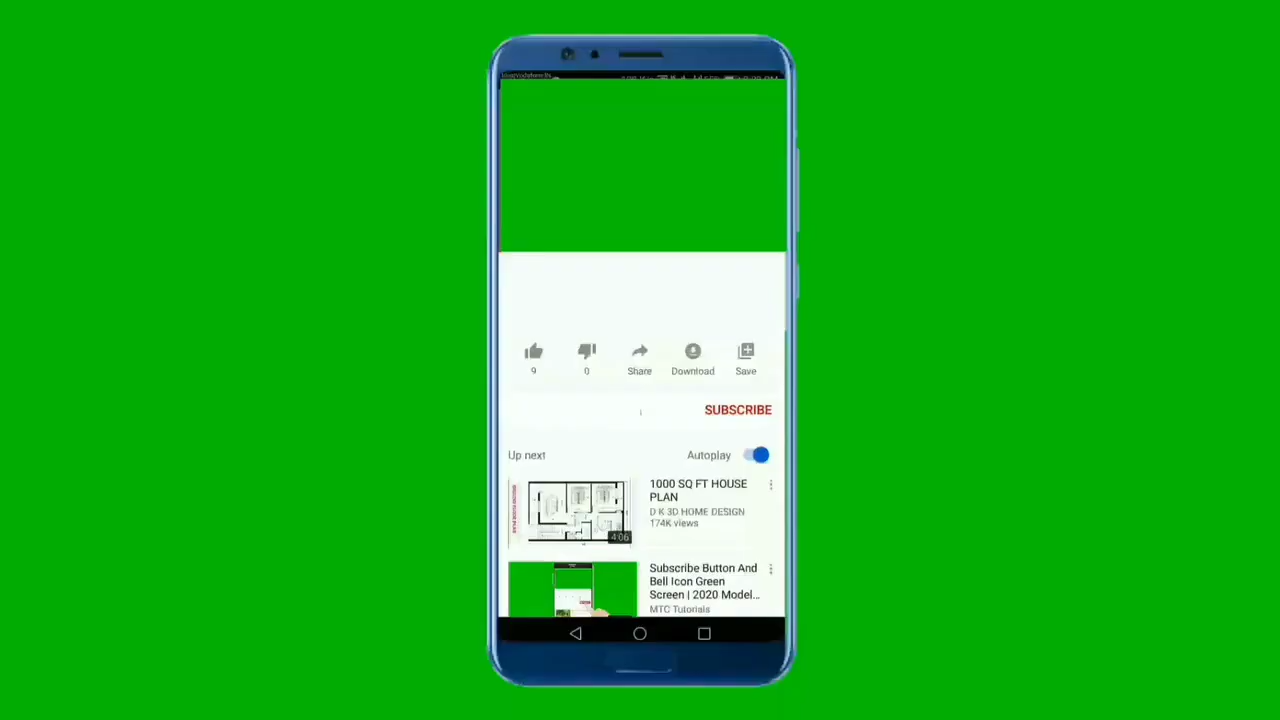 9
0
Share
Download
Save
SUBSCRIBE
Up next
Autoplay
1000 SQ FT HOUSE
PLAN
D K 3D HOME DESIGN
174K views
4:06
Subscribe Button And
Bell Icon Green
Screen | 2020 Model...
MTC Tutorials